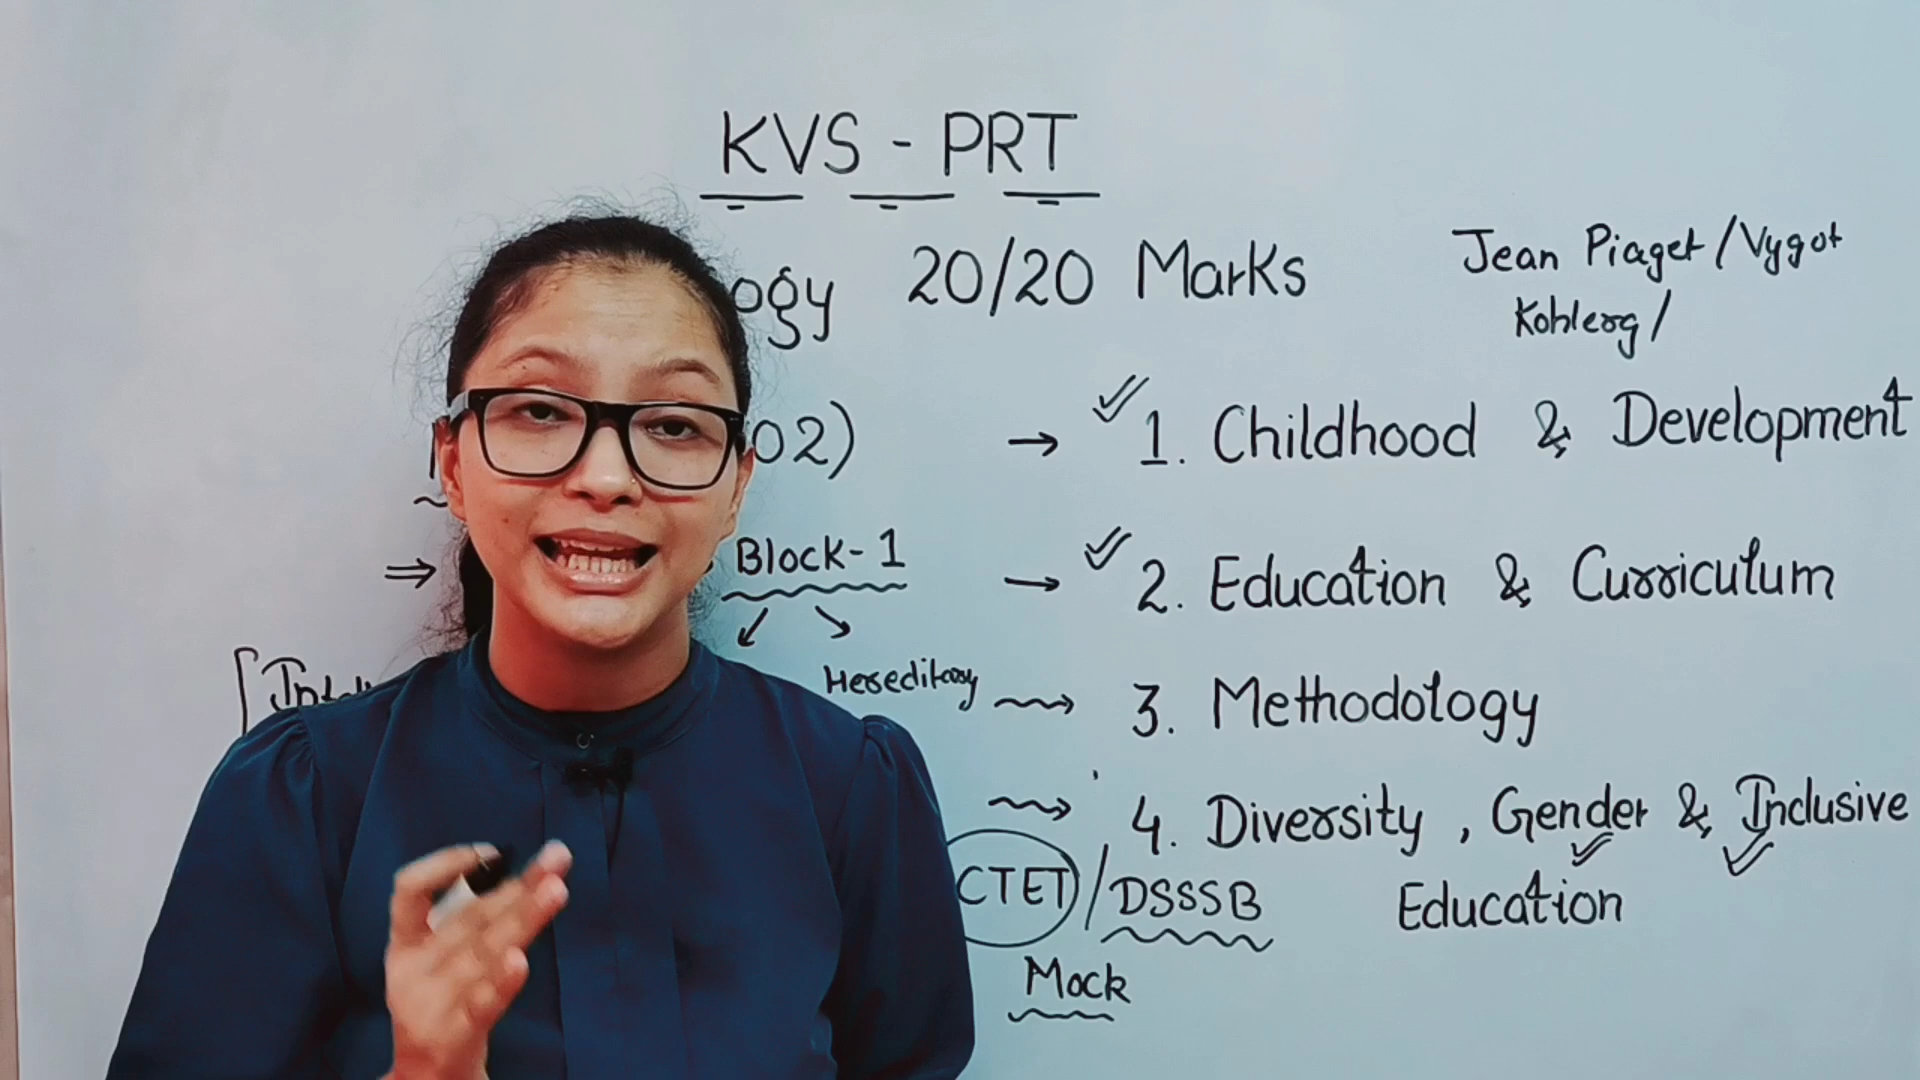 KVS - PRT
ogy 20/20 Marks
Jean Piaget / Vygot
Kohlerg /
02) → 1. Childhood & Development
⇒ Block-1 → 2. Education & Curriculum
Hereditary 3. Methodology
4. Diversity, Gender & Inclusive
Education
CTET / DSSSB
Mock